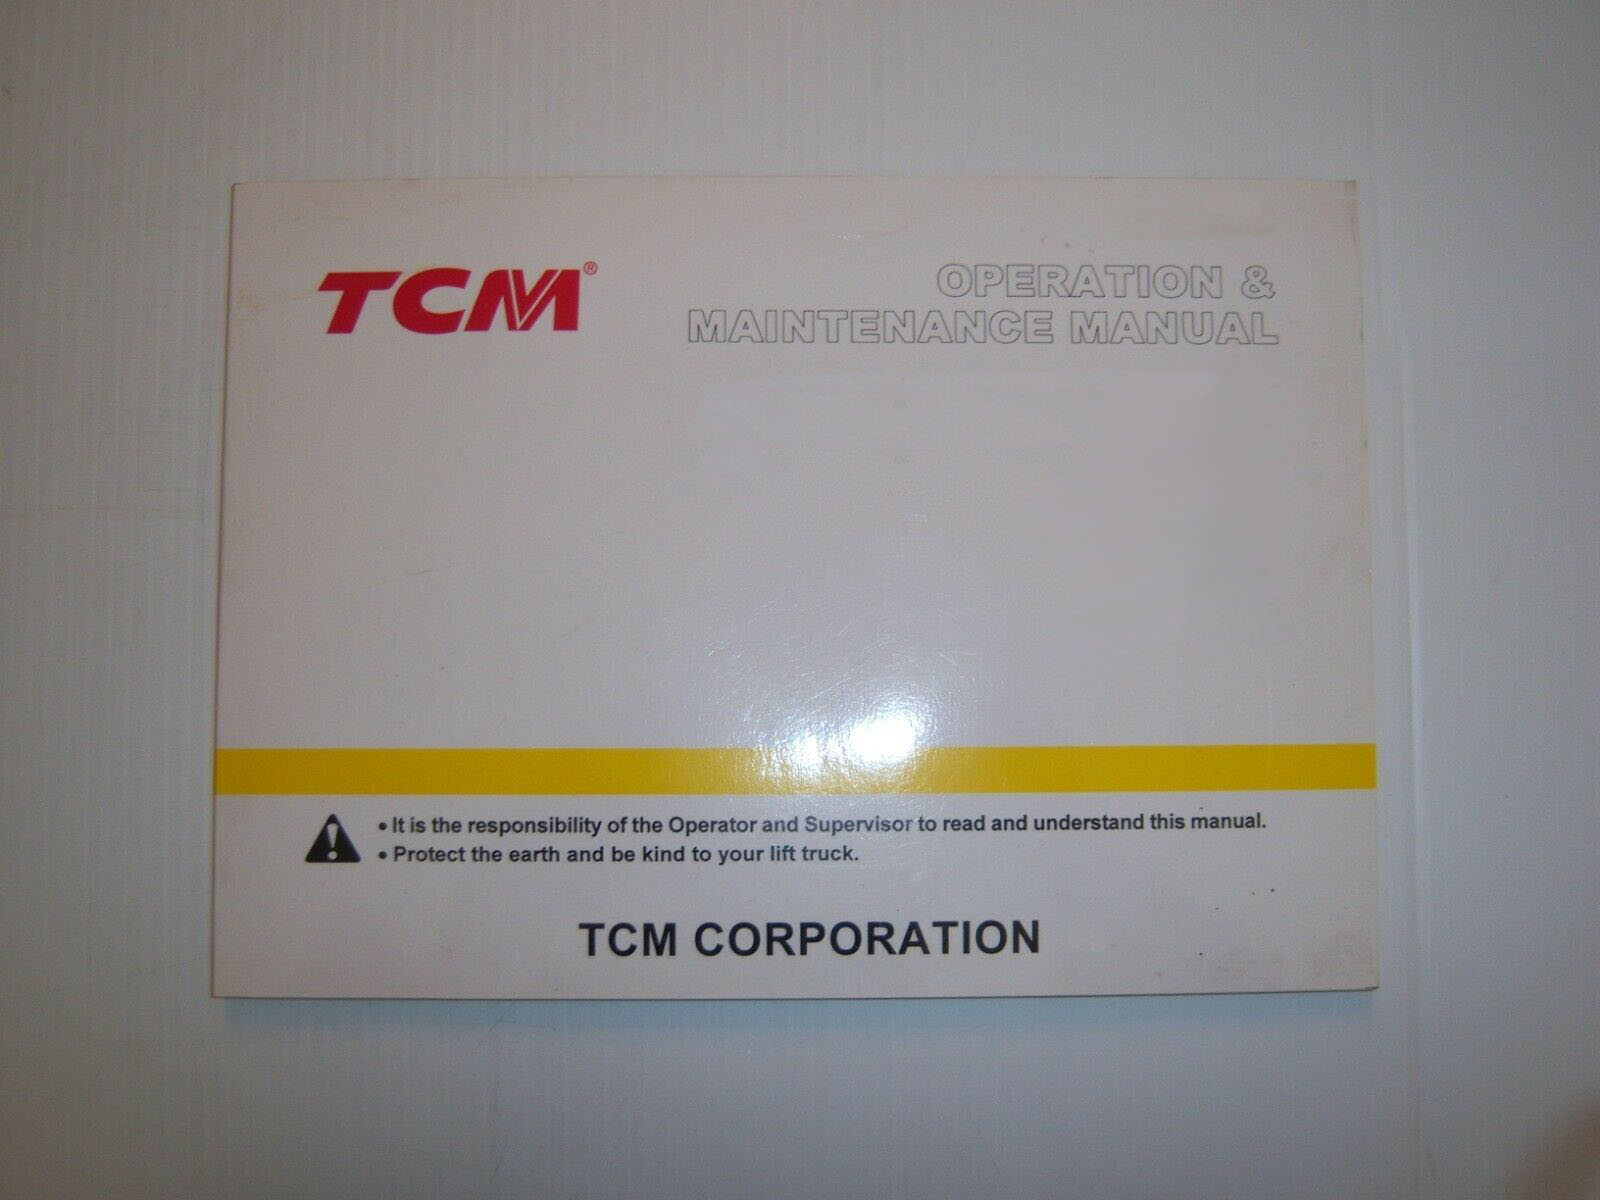 TCM®
OPERATION &
MAINTENANCE MANUAL
• It is the responsibility of the Operator and Supervisor to read and understand this manual.
• Protect the earth and be kind to your lift truck.
TCM CORPORATION